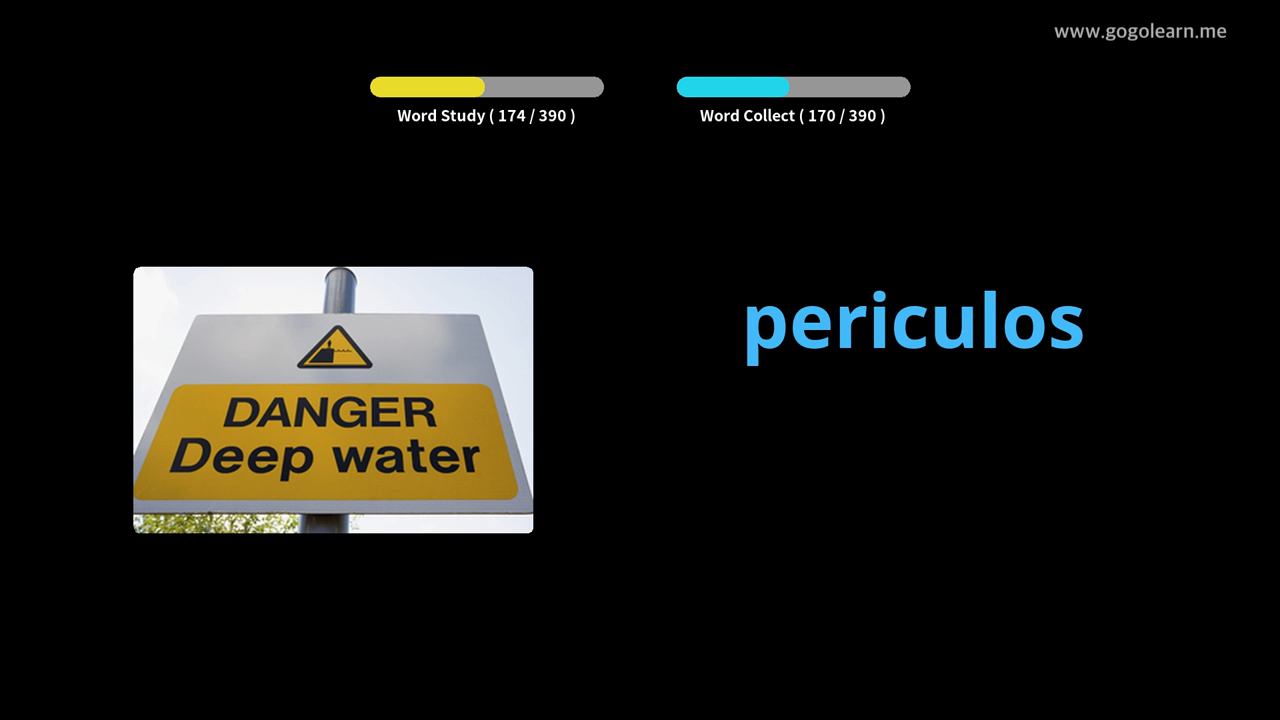 www.gogolearn.me
Word Study ( 174 / 390 )
Word Collect ( 170 / 390 )
DANGER
Deep water
periculos